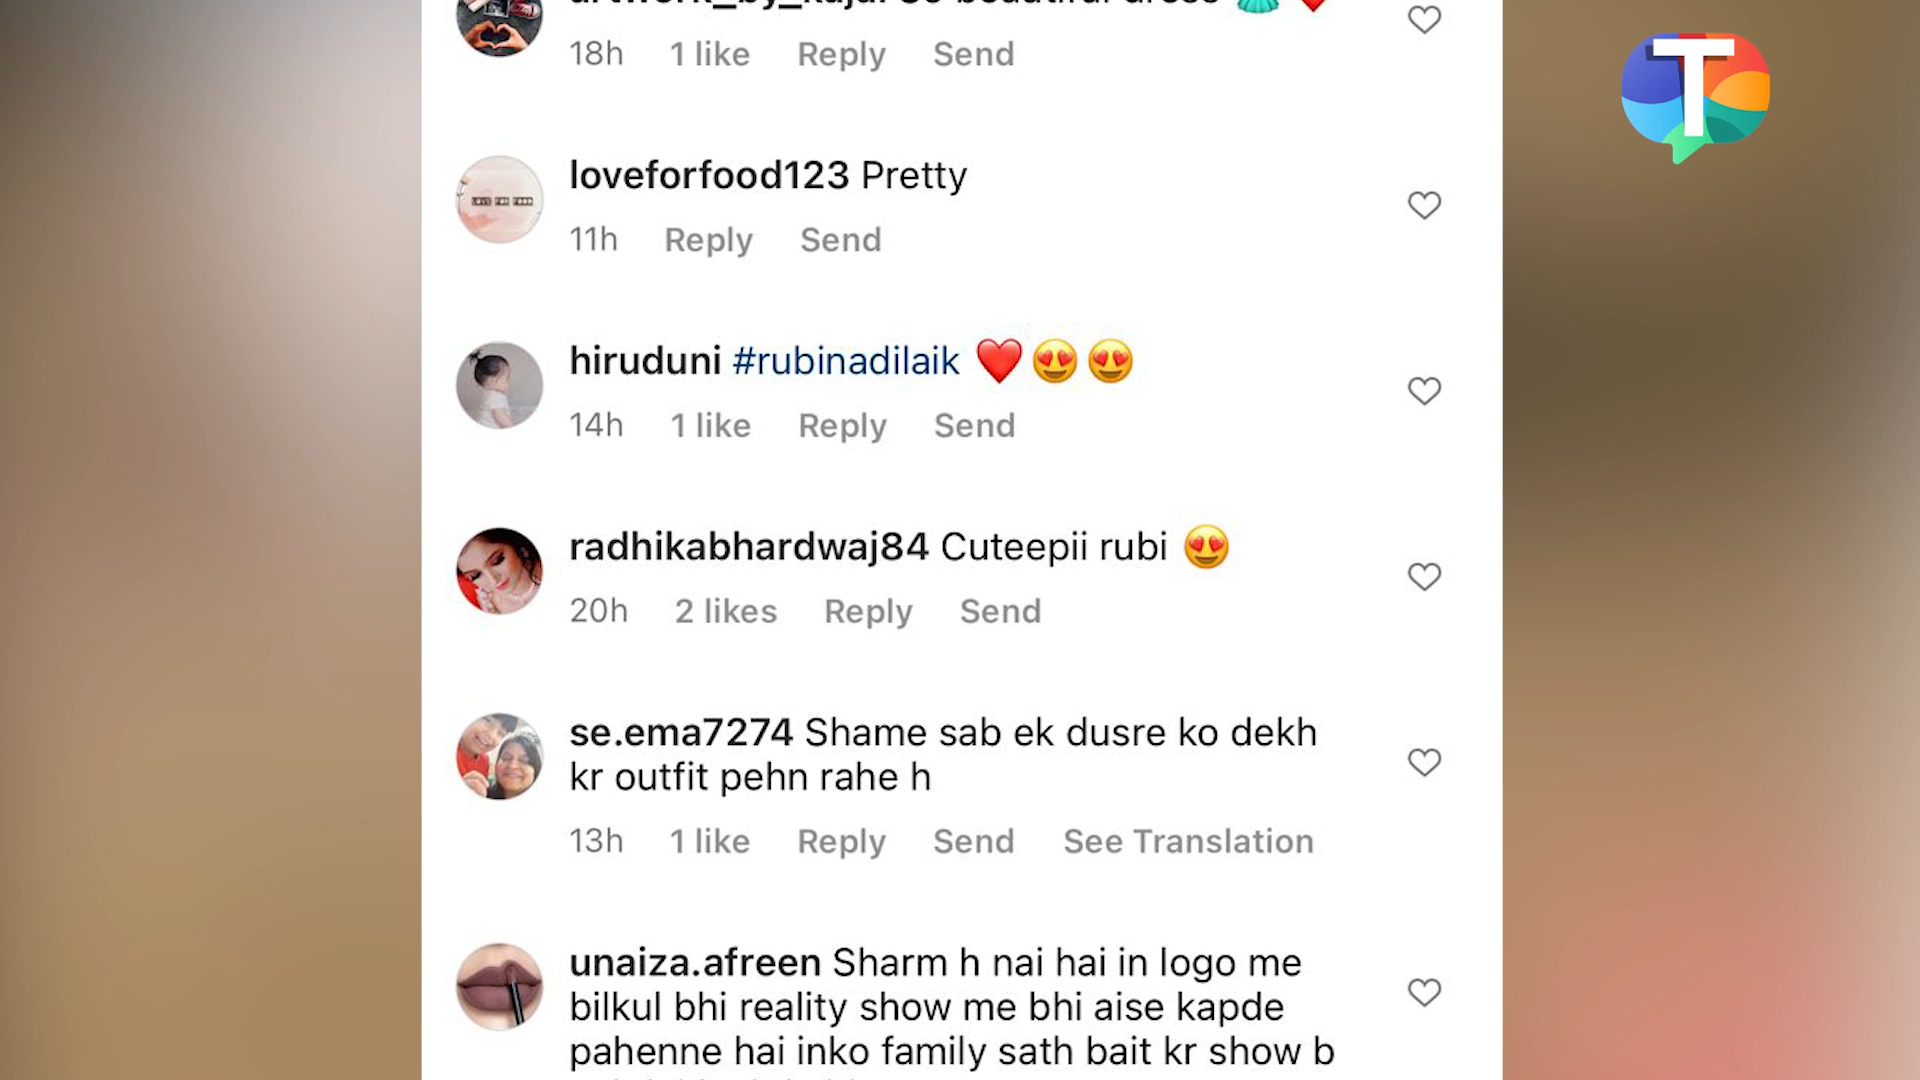 18h 1 like Reply Send
loveforfood123 Pretty
11h Reply Send
hiruduni #rubinadilaik ❤️😍😍
14h 1 like Reply Send
radhikabhardwaj84 Cuteepii rubi 😍
20h 2 likes Reply Send
se.ema7274 Shame sab ek dusre ko dekh
kr outfit pehn rahe h
13h 1 like Reply Send See Translation
unaiza.afreen Sharm h nai hai in logo me
bilkul bhi reality show me bhi aise kapde
pahenne hai inko family sath bait kr show b
T